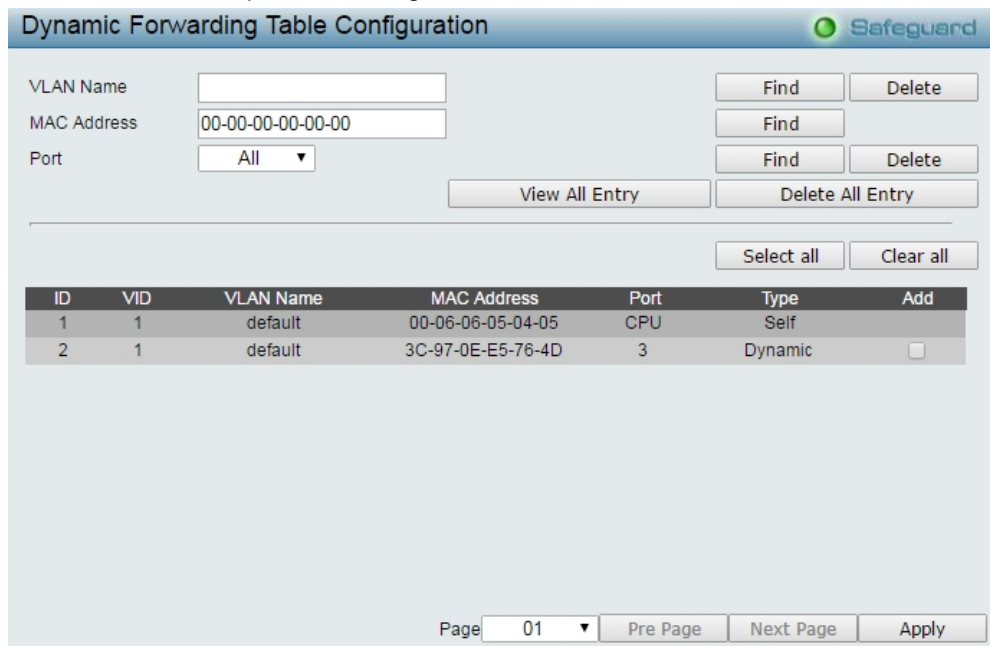 Dynamic Forwarding Table Configuration Safeguard
VLAN Name Find Delete
MAC Address 00-00-00-00-00-00 Find
Port All Find Delete
View All Entry Delete All Entry
Select all Clear all
ID VID VLAN Name MAC Address Port Type Add
1 1 default 00-06-06-05-04-05 CPU Self
2 1 default 3C-97-0E-E5-76-4D 3 Dynamic
Page 01 Pre Page Next Page Apply